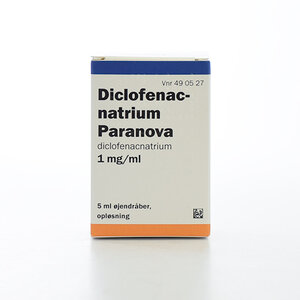 Vnr 49 05 27
Diclofenac-
natrium
Paranova
diclofenacnatrium
1 mg/ml
5 ml øjendråber,
opløsning